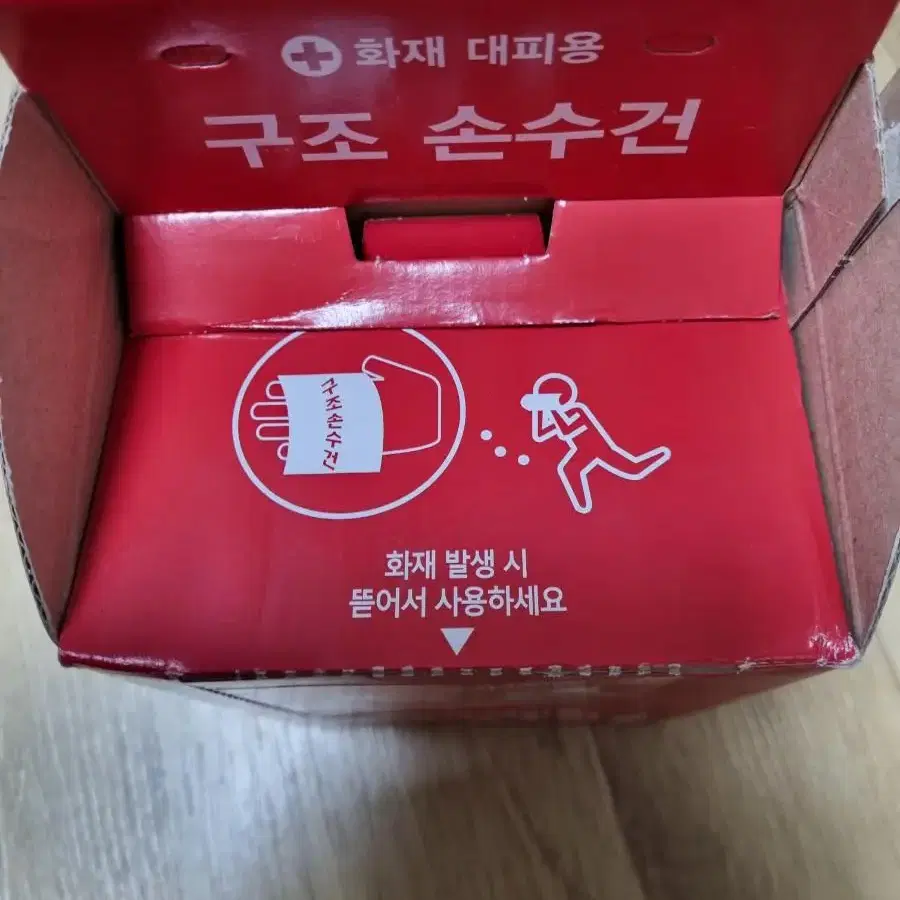 화재 대피용
구조 손수건
구조손수건
화재 발생 시
뜯어서 사용하세요